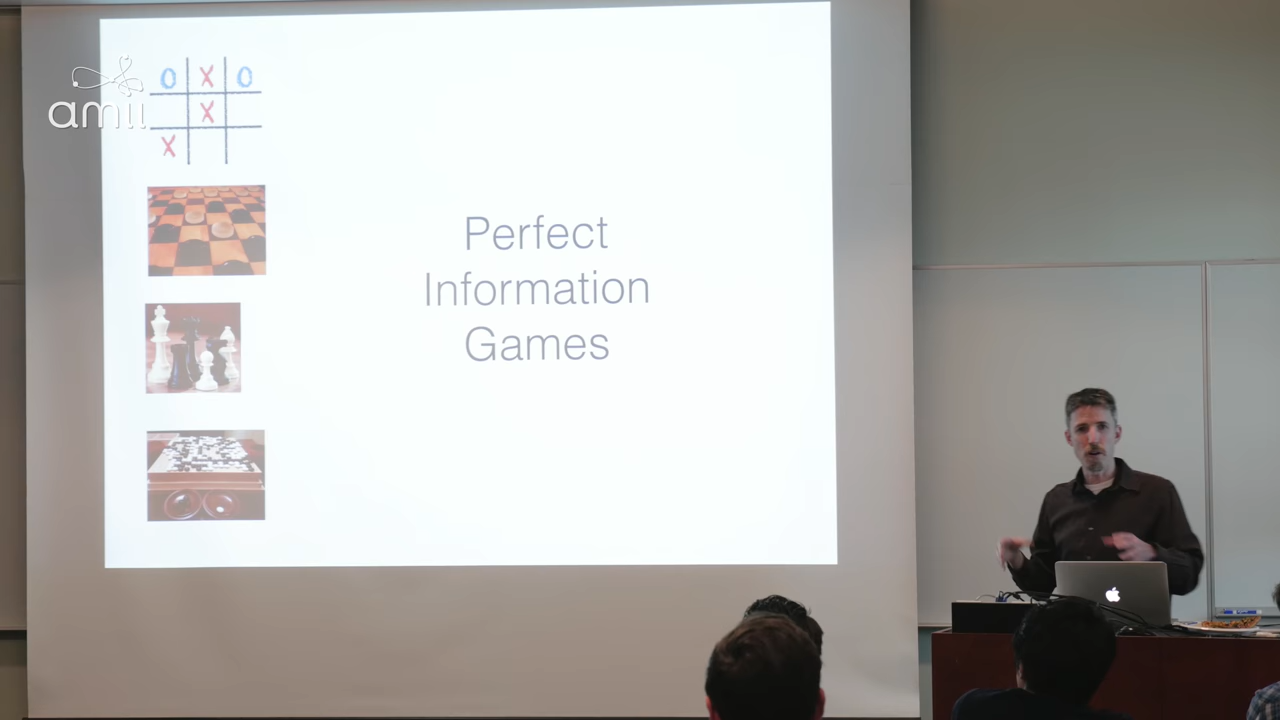 amii
O X O
X
X
Perfect
Information
Games